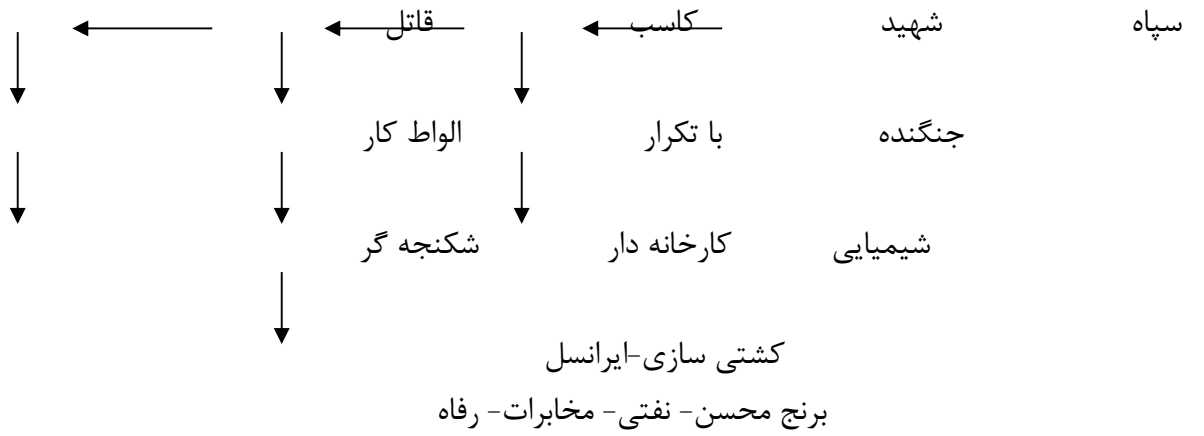 سپاه شهید کاسب قاتل
جنگنده با تکرار الواط کار
شیمیایی کارخانه دار شکنجه گر
کشتی سازی-ایرانسل
برنج محسن- نفتی- مخابرات- رفاه